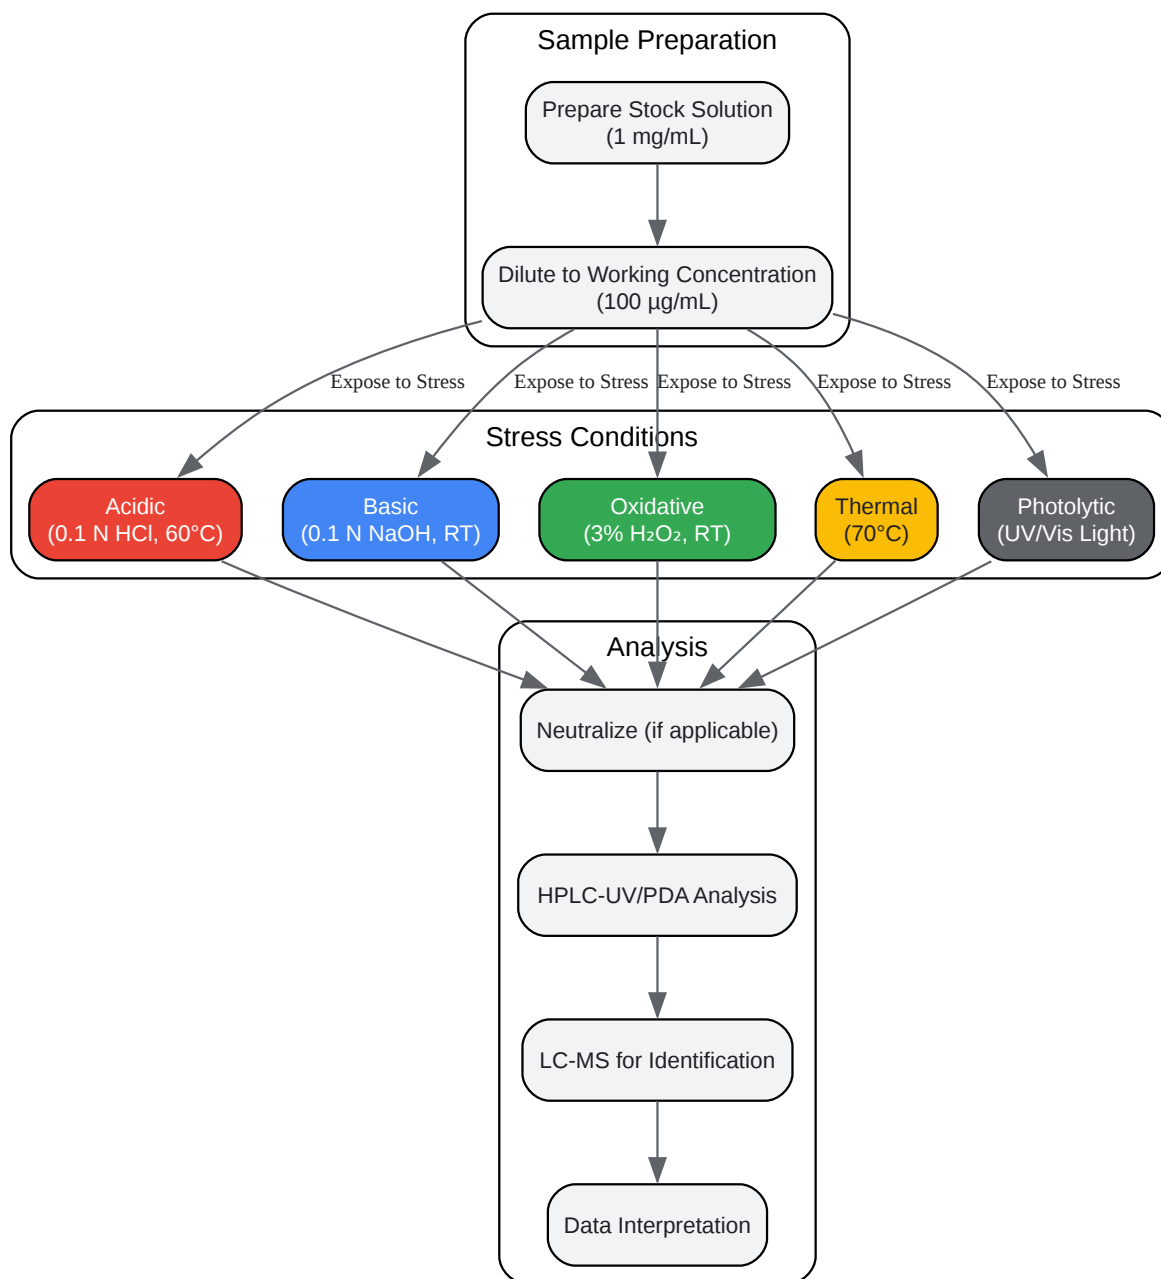 Sample Preparation
Prepare Stock Solution
(1 mg/mL)
Dilute to Working Concentration
(100 µg/mL)
Expose to Stress
Expose to Stress
Expose to Stress
Expose to Stress
Expose to Stress
Stress Conditions
Acidic
(0.1 N HCl, 60°C)
Basic
(0.1 N NaOH, RT)
Oxidative
(3% H₂O₂, RT)
Thermal
(70°C)
Photolytic
(UV/Vis Light)
Analysis
Neutralize (if applicable)
HPLC-UV/PDA Analysis
LC-MS for Identification
Data Interpretation